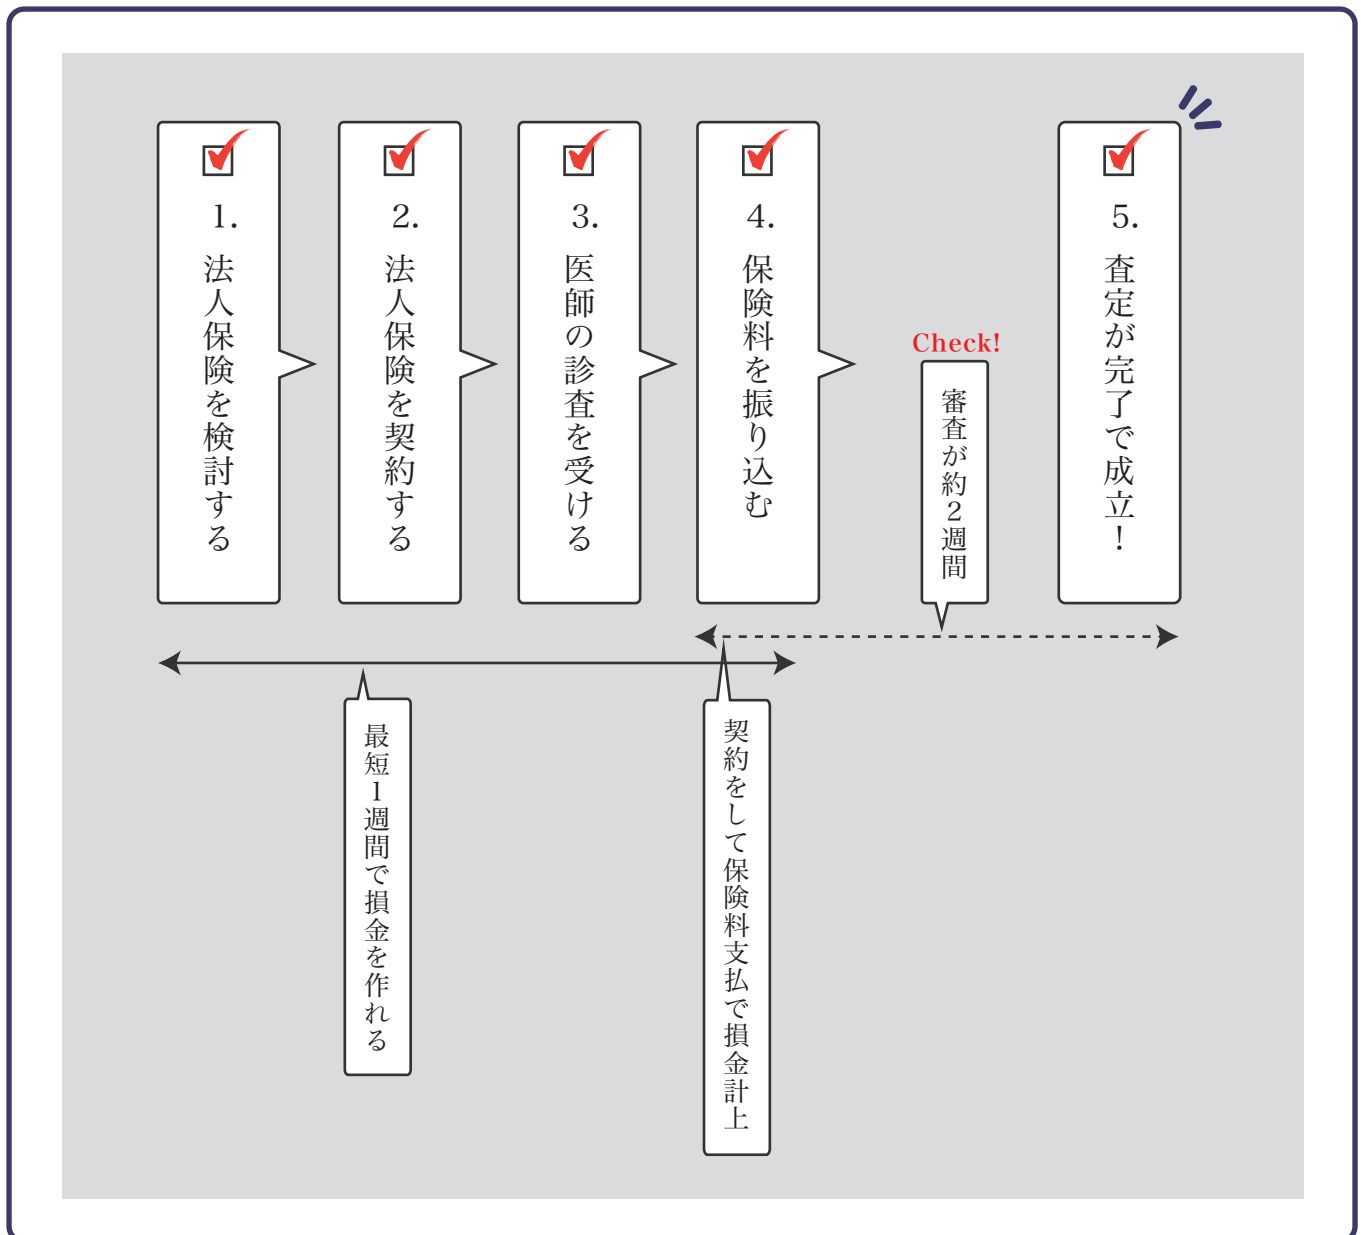 1. 法人保険を検討する
2. 法人保険を契約する
3. 医師の診査を受ける
4. 保険料を振り込む
Check!
審査が約2週間
5. 査定が完了で成立！
最短1週間で損金を作れる
契約をして保険料支払で損金計上